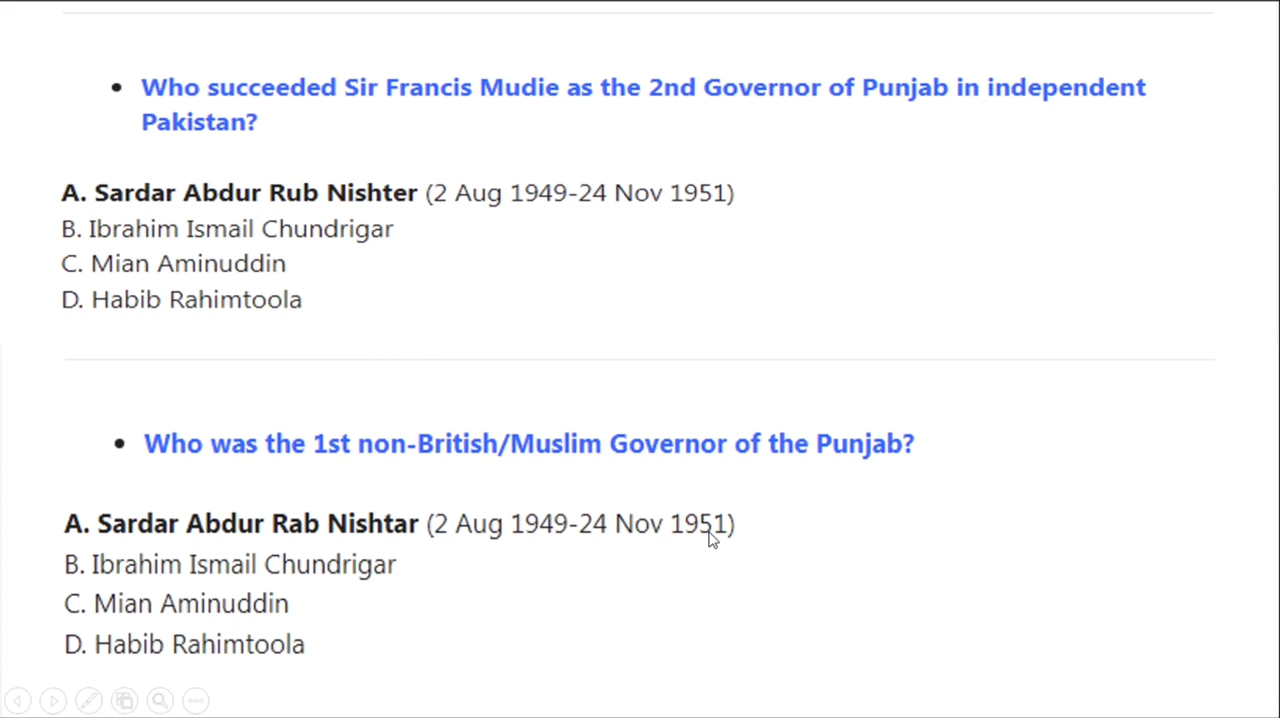 • Who succeeded Sir Francis Mudie as the 2nd Governor of Punjab in independent
Pakistan?
A. Sardar Abdur Rub Nishter (2 Aug 1949-24 Nov 1951)
B. Ibrahim Ismail Chundrigar
C. Mian Aminuddin
D. Habib Rahimtoola
• Who was the 1st non-British/Muslim Governor of the Punjab?
A. Sardar Abdur Rab Nishtar (2 Aug 1949-24 Nov 1951)
B. Ibrahim Ismail Chundrigar
C. Mian Aminuddin
D. Habib Rahimtoola